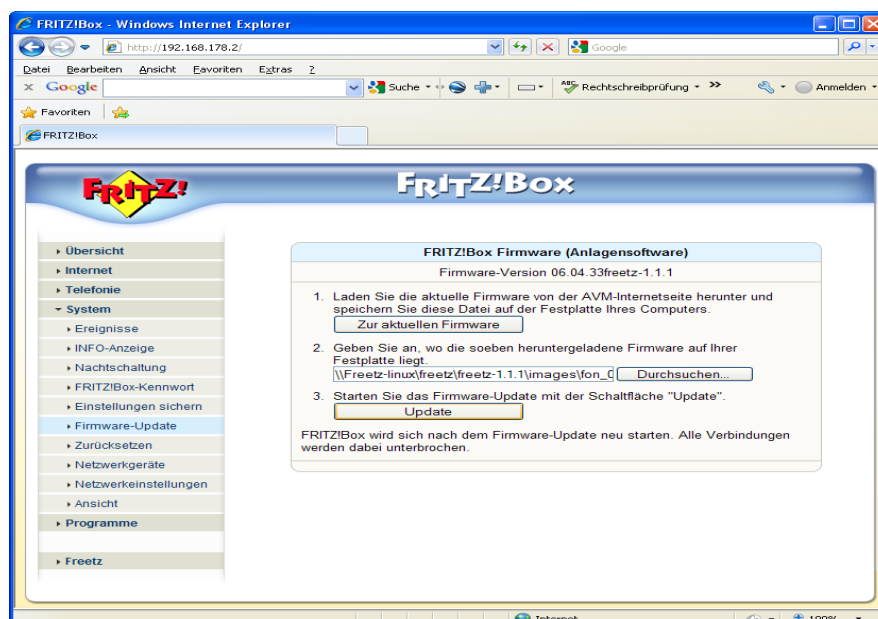 FRITZ!Box - Windows Internet Explorer
http://192.168.178.2/
Google
Datei Bearbeiten Ansicht Favoriten Extras ?
x Google Suche Rechtschreibprüfung Anmelden
Favoriten
FRITZ!Box
FRITZ!
FRITZ!Box
Übersicht
Internet
Telefonie
System
Ereignisse
INFO-Anzeige
Nachtschaltung
FRITZ!Box-Kennwort
Einstellungen sichern
Firmware-Update
Zurücksetzen
Netzwerkgeräte
Netzwerkeinstellungen
Ansicht
Programme
Freetz
FRITZ!Box Firmware (Anlagensoftware)
Firmware-Version 06.04.33freetz-1.1.1
1. Laden Sie die aktuelle Firmware von der AVM-Internetseite herunter und
speichern Sie diese Datei auf der Festplatte Ihres Computers.
Zur aktuellen Firmware
2. Geben Sie an, wo die soeben heruntergeladene Firmware auf Ihrer
Festplatte liegt.
\\Freetz-linux\freetz\freetz-1.1.1\images\fon_ Durchsuchen...
3. Starten Sie das Firmware-Update mit der Schaltfläche "Update".
Update
FRITZ!Box wird sich nach dem Firmware-Update neu starten. Alle Verbindungen
werden dabei unterbrochen.
Internet 100%